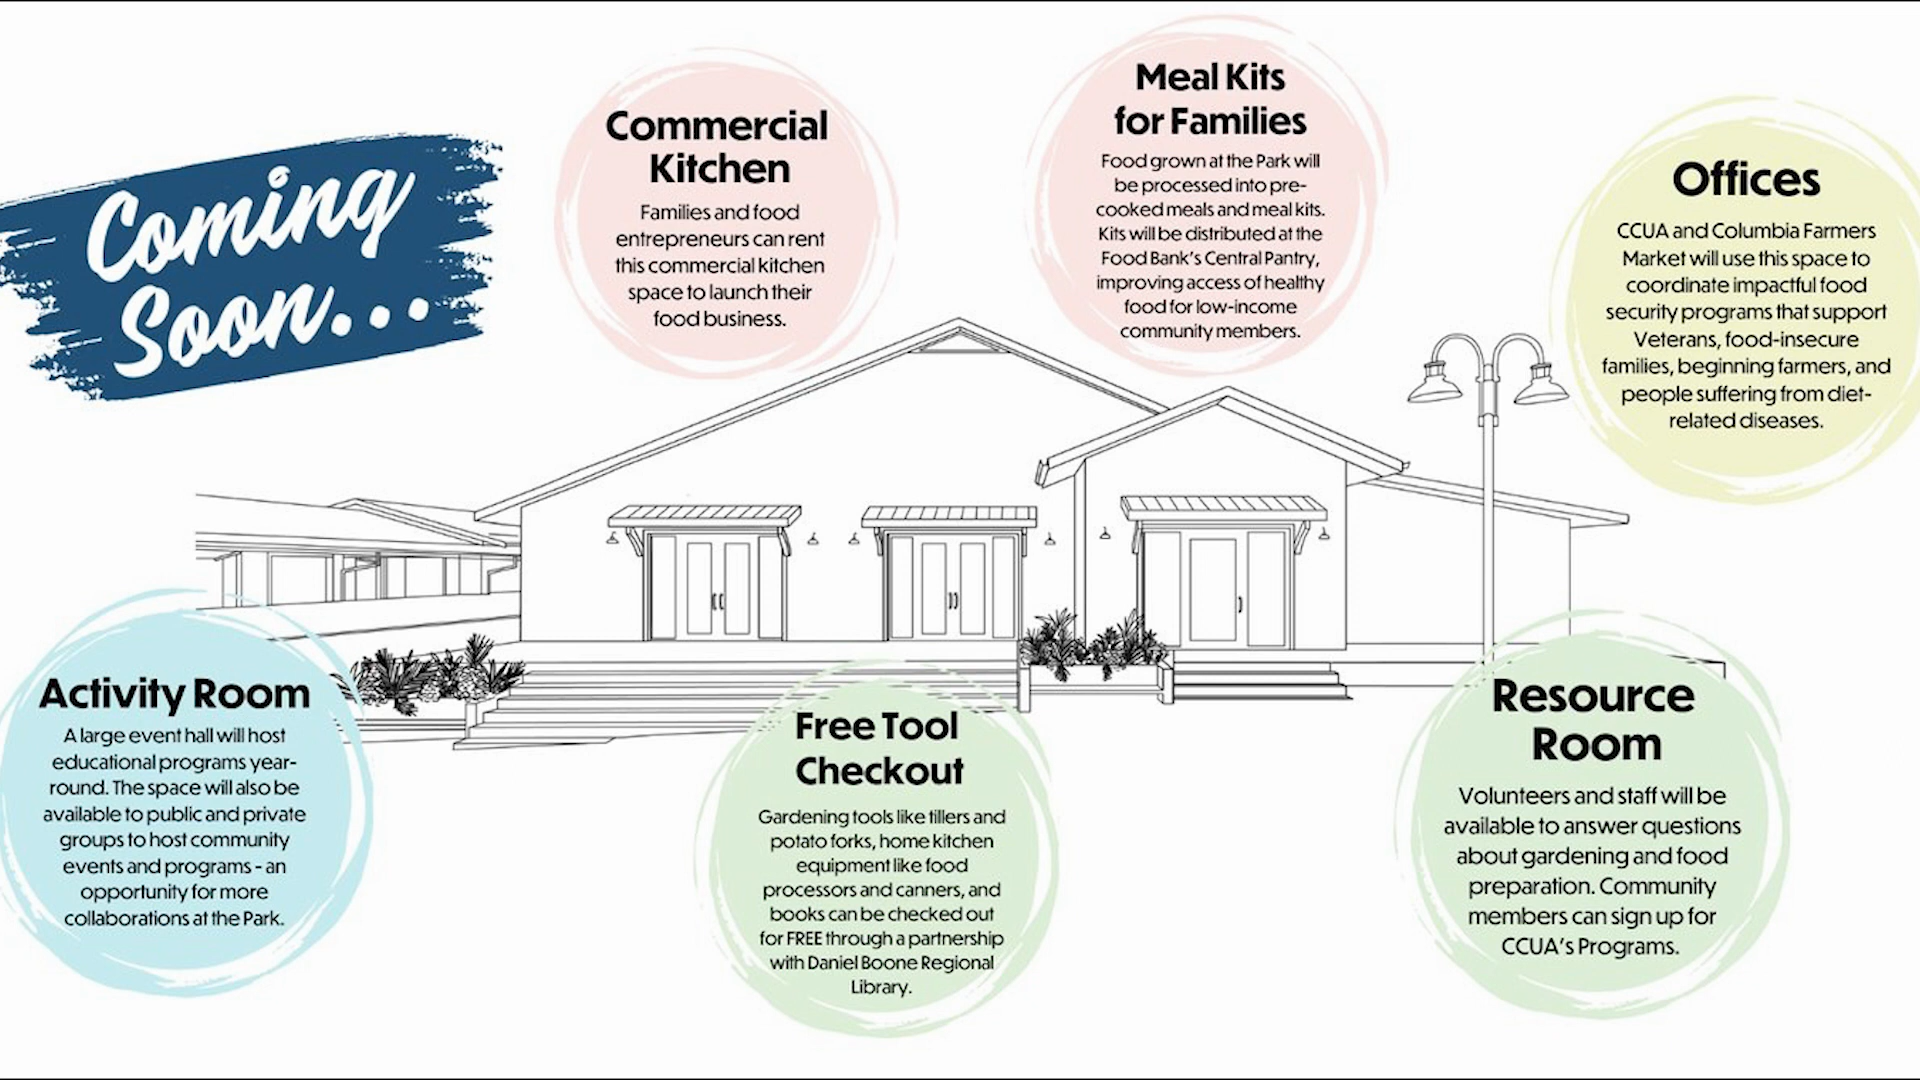 Coming
Soon...
Commercial
Kitchen
Families and food
entrepreneurs can rent
this commercial kitchen
space to launch their
food business.
Meal Kits
for Families
Food grown at the Park will
be processed into pre-
cooked meals and meal kits.
Kits will be distributed at the
Food Bank's Central Pantry,
improving access of healthy
food for low-income
community members.
Offices
CCUA and Columbia Farmers
Market will use this space to
coordinate impactful food
security programs that support
Veterans, food-insecure
families, beginning farmers, and
people suffering from diet-
related diseases.
Activity Room
A large event hall will host
educational programs year-
round. The space will also be
available to public and private
groups to host community
events and programs - an
opportunity for more
collaborations at the Park.
Free Tool
Checkout
Gardening tools like tillers and
potato forks, home kitchen
equipment like food
processors and canners, and
books can be checked out
for FREE through a partnership
with Daniel Boone Regional
Library.
Resource
Room
Volunteers and staff will be
available to answer questions
about gardening and food
preparation. Community
members can sign up for
CCUA's Programs.